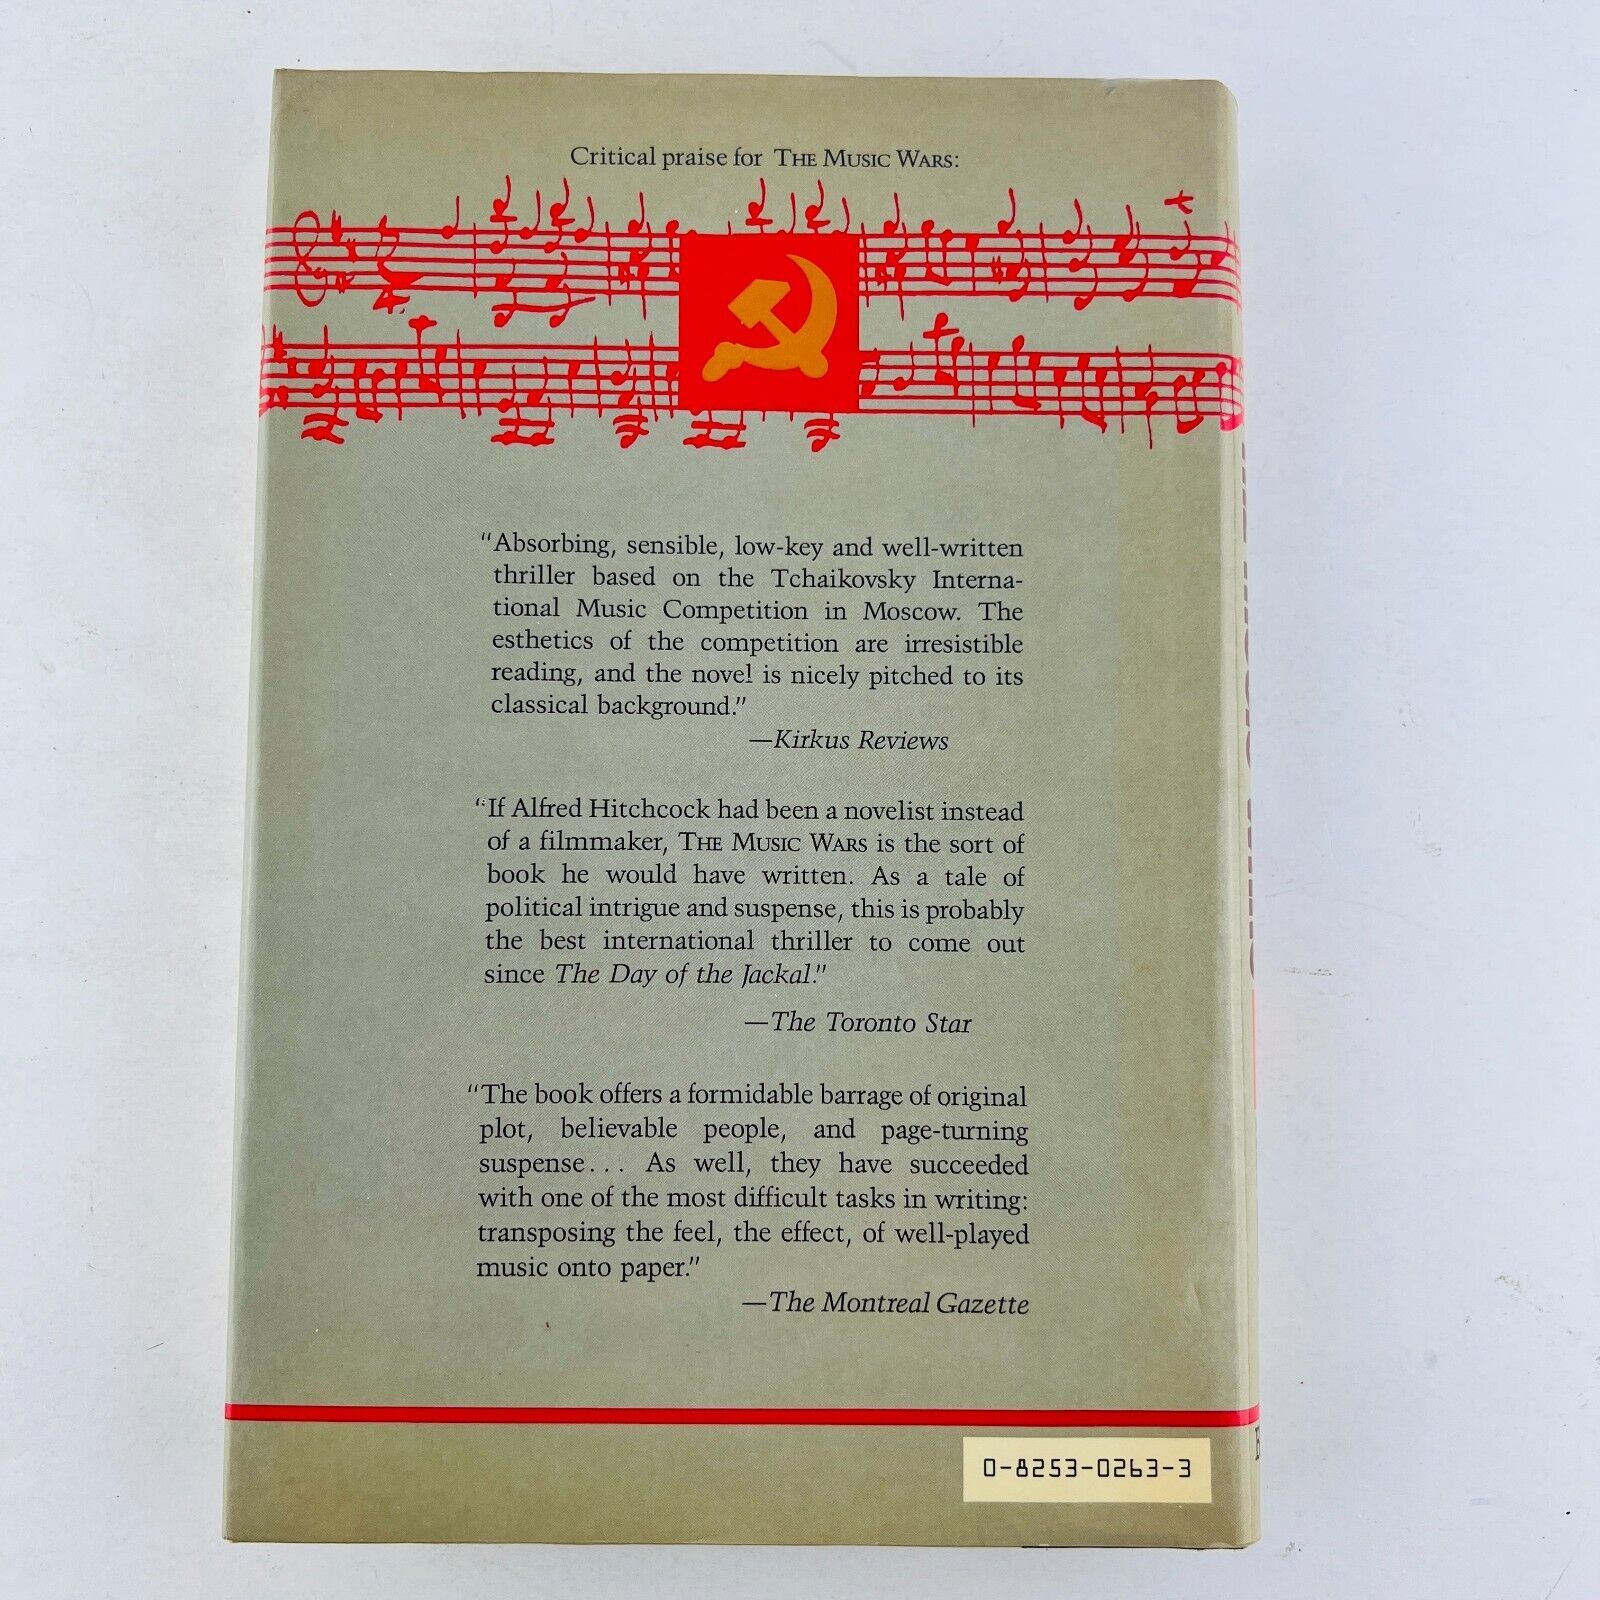 Critical praise for THE MUSIC WARS:
“Absorbing, sensible, low-key and well-written
thriller based on the Tchaikovsky Interna-
tional Music Competition in Moscow. The
esthetics of the competition are irresistible
reading, and the novel is nicely pitched to its
classical background.”
—Kirkus Reviews
“If Alfred Hitchcock had been a novelist instead
of a filmmaker, THE MUSIC WARS is the sort of
book he would have written. As a tale of
political intrigue and suspense, this is probably
the best international thriller to come out
since The Day of the Jackal.”
—The Toronto Star
“The book offers a formidable barrage of original
plot, believable people, and page-turning
suspense... As well, they have succeeded
with one of the most difficult tasks in writing:
transposing the feel, the effect, of well-played
music onto paper.”
—The Montreal Gazette
0-8253-0263-3